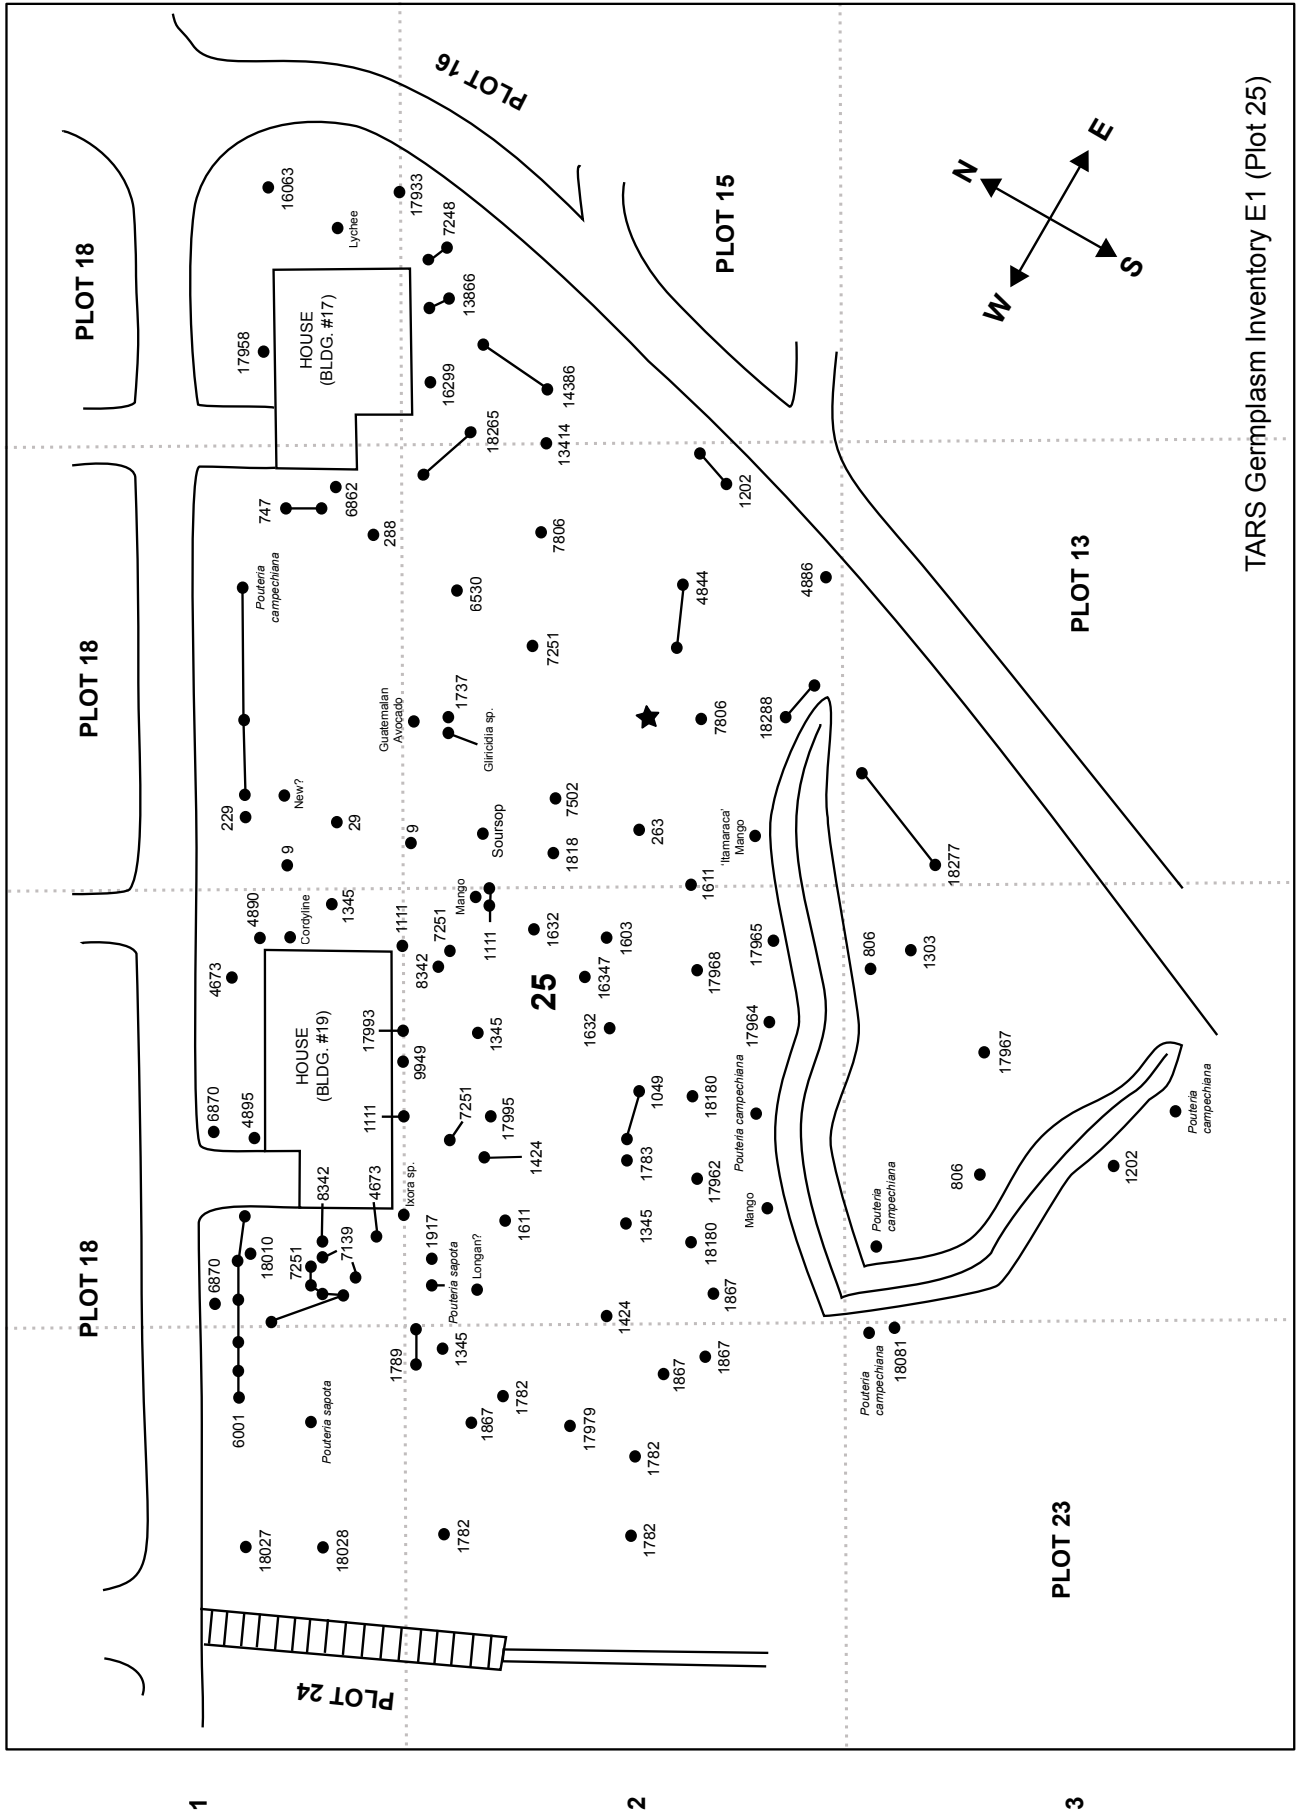 PLOT 18
PLOT 18
PLOT 18
PLOT 16
PLOT 15
PLOT 13
PLOT 23
PLOT 24
25
N
E
S
W
TARS Germplasm Inventory E1 (Plot 25)
1
2
3
HOUSE
(BLDG. #17)
HOUSE
(BLDG. #19)
16063
Lychee
17933
7248
13866
17958
16299
14386
18265
13414
1202
747
6862
288
7806
6530
4844
4886
7251
Pouteria
campechiana
Guatemalan
Avocado
1737
Gliricidia sp.
7806
18288
229
New?
29
9
9
Soursop
7502
1818
263
'Itamaraca'
Mango
18277
1611
4890
Cordyline
1345
1111
7251
8342
Mango
1111
1632
1603
16347
17968
17965
806
1303
4673
17993
9949
1345
1632
17964
17967
6870
4895
1111
7251
17995
1424
1049
1783
18180
Pouteria campechiana
Pouteria
campechiana
8342
4673
Ixora sp.
1611
1345
17962
Mango
806
1202
6870
18010
7251
7139
1917
Pouteria sapota
Longan?
18180
1867
Pouteria
campechiana
1424
6001
Pouteria sapota
1789
1345
1782
1867
17979
1867
1867
1782
Pouteria
campechiana
18081
18027
18028
1782
1782